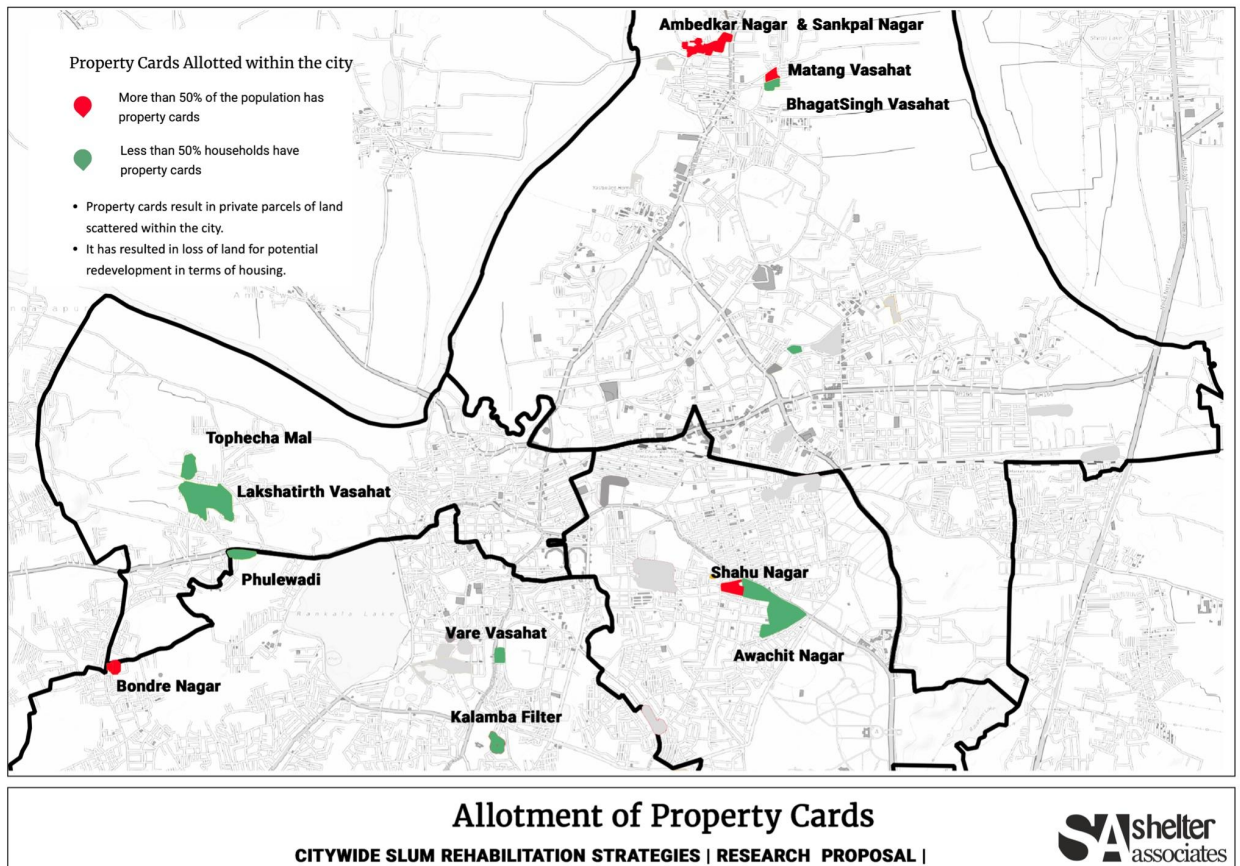 Ambedkar Nagar & Sankpal Nagar
Property Cards Allotted within the city
Matang Vasahat
BhagatSingh Vasahat
More than 50% of the population has
property cards
Less than 50% households have
property cards
• Property cards result in private parcels of land
scattered within the city.
• It has resulted in loss of land for potential
redevelopment in terms of housing.
Tophecha Mal
Lakshatirth Vasahat
Phulewadi
Shahu Nagar
Vare Vasahat
Awachit Nagar
Bondre Nagar
Kalamba Filter
Allotment of Property Cards
CITYWIDE SLUM REHABILITATION STRATEGIES | RESEARCH PROPOSAL |
SA shelter
associates